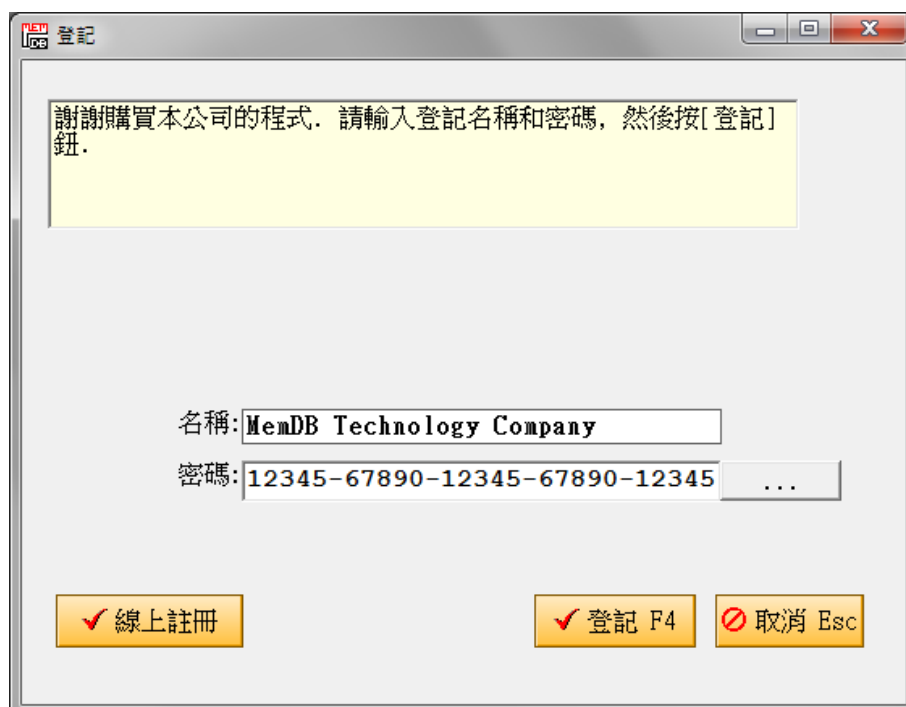 MEM
DB 登記
謝謝購買本公司的程式. 請輸入登記名稱和密碼, 然後按[登記]
鈕.
名稱: MemDB Technology Company
密碼: 12345-67890-12345-67890-12345 ...
線上註冊 登記 F4 取消 Esc